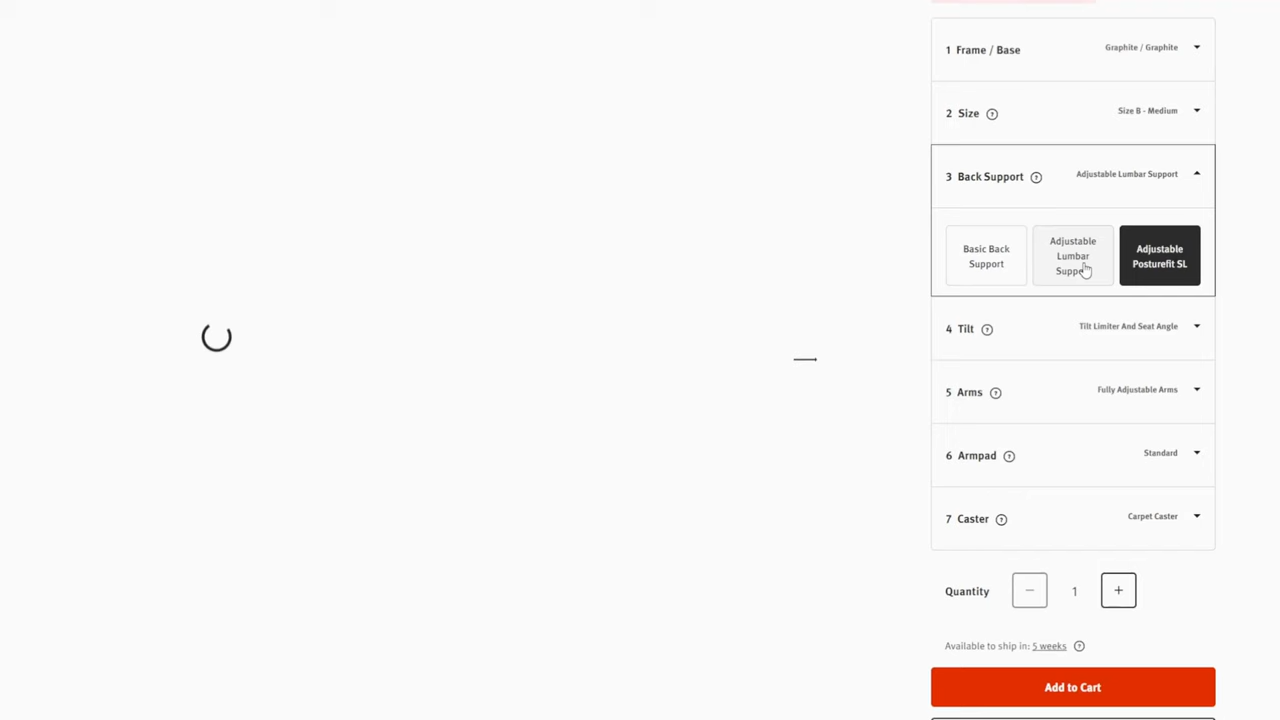 1 Frame / Base
Graphite / Graphite
2 Size ?
Size B - Medium
3 Back Support ?
Adjustable Lumbar Support
Basic Back
Support
Adjustable
Lumbar
Support
Adjustable
Posturefit SL
4 Tilt ?
Tilt Limiter And Seat Angle
5 Arms ?
Fully Adjustable Arms
6 Armpad ?
Standard
7 Caster ?
Carpet Caster
Quantity − 1 +
Available to ship in: 5 weeks ?
Add to Cart